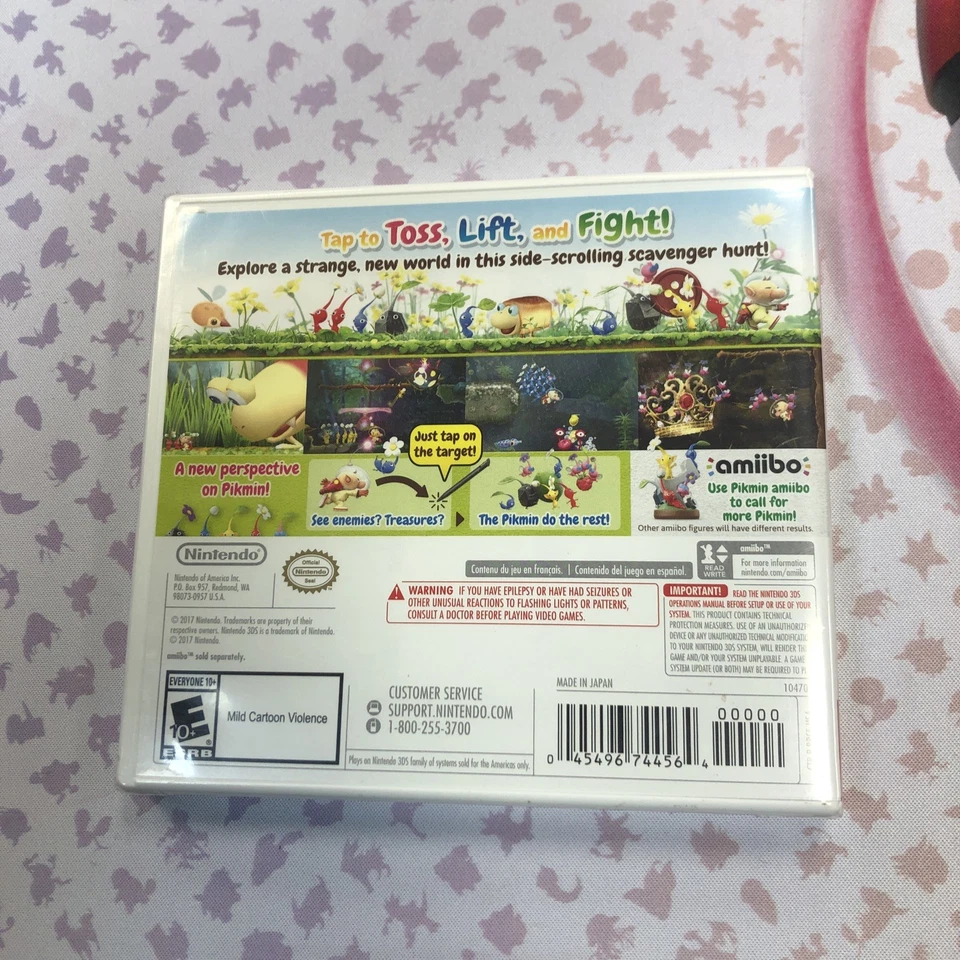 Tap to Toss, Lift, and Fight!
Explore a strange, new world in this side-scrolling scavenger hunt!
A new perspective
on Pikmin!
Just tap on
the target!
See enemies? Treasures?
The Pikmin do the rest!
amiibo
Use Pikmin amiibo
to call for
more Pikmin!
Other amiibo figures will have different results.
Nintendo
Official
Nintendo
Seal
Nintendo of America Inc.
P.O. Box 957, Redmond, WA
98073-0957 U.S.A.
© 2017 Nintendo. Trademarks are property of their
respective owners. Nintendo 3DS is a trademark of Nintendo.
© 2017 Nintendo.
amiibo™ sold separately.
Contenu du jeu en français. | Contenido del juego en español.
READ
WRITE
amiibo™
For more information
nintendo.com/amiibo
WARNING IF YOU HAVE EPILEPSY OR HAVE HAD SEIZURES OR
OTHER UNUSUAL REACTIONS TO FLASHING LIGHTS OR PATTERNS,
CONSULT A DOCTOR BEFORE PLAYING VIDEO GAMES.
IMPORTANT! READ THE NINTENDO 3DS
OPERATIONS MANUAL BEFORE SETUP OR USE OF YOUR
SYSTEM. THIS PRODUCT CONTAINS TECHNICAL
PROTECTION MEASURES. USE OF AN UNAUTHORIZE
DEVICE OR ANY UNAUTHORIZED TECHNICAL MODIFICATIO
TO YOUR NINTENDO 3DS SYSTEM, WILL RENDER TH
GAME AND/OR YOUR SYSTEM UNPLAYABLE. A GAME
SYSTEM UPDATE (OR BOTH) MAY BE REQUIRED TO PL
EVERYONE 10+
E
10+
®
ESRB
Mild Cartoon Violence
CUSTOMER SERVICE
SUPPORT.NINTENDO.COM
1-800-255-3700
Plays on Nintendo 3DS family of systems sold for the Americas only.
MADE IN JAPAN
10470
00000
0 45496 74456 4